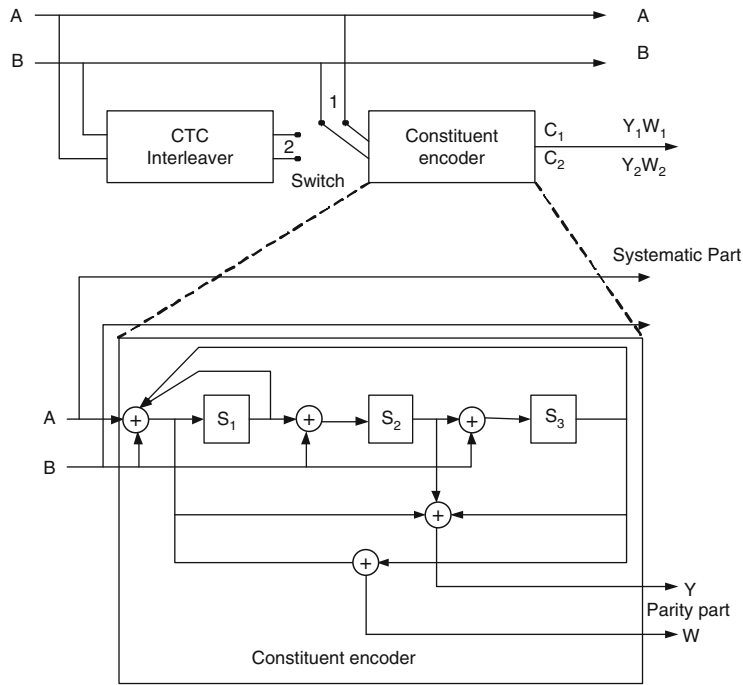 A
A
B
B
1
CTC
Interleaver
2
Switch
Constituent
encoder
C₁
C₂
Y₁W₁
Y₂W₂
Systematic Part
A
+
S₁
+
S₂
+
S₃
B
+
+
Y
Parity part
W
Constituent encoder